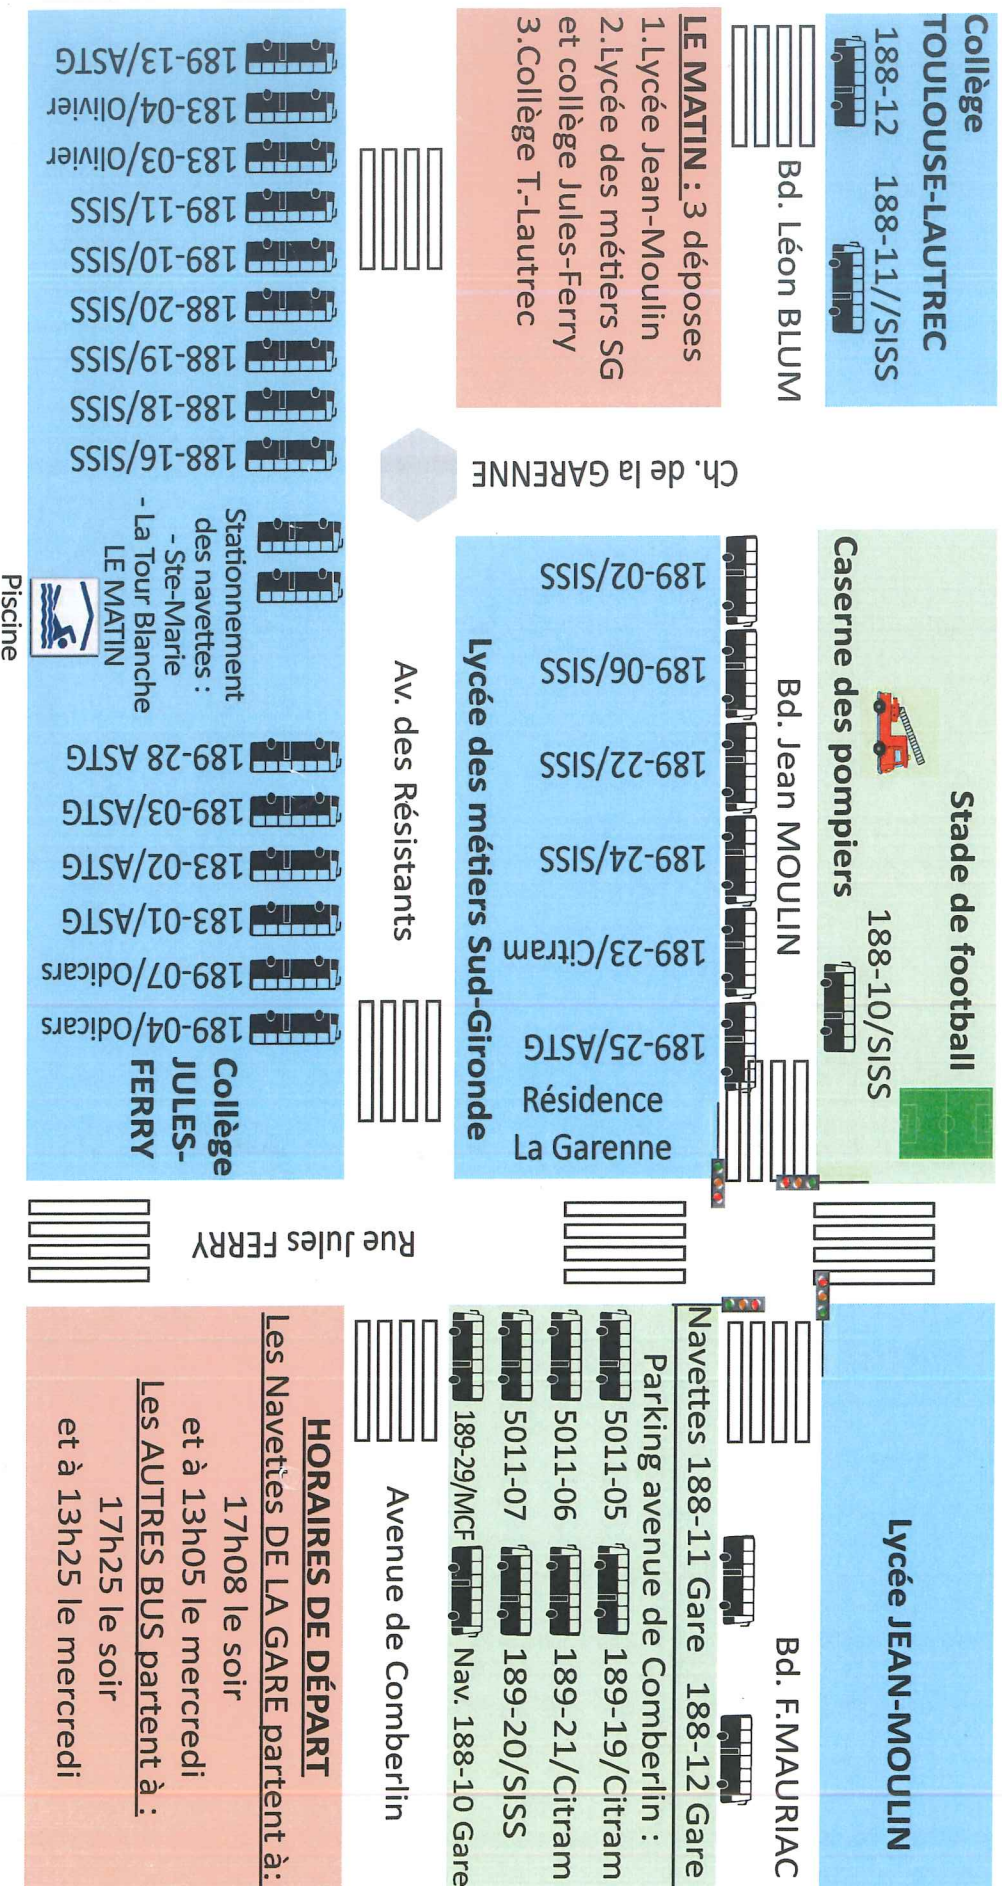 Collège
TOULOUSE-LAUTREC
188-12
188-11//SISS
Bd. Léon BLUM
LE MATIN : 3 déposes
1.Lycée Jean-Moulin
2.Lycée des métiers SG
et collège Jules-Ferry
3.Collège T.-Lautrec
Ch. de la GARENNE
Stade de football
Caserne des pompiers
188-10/SISS
Bd. Jean MOULIN
189-02/SISS
189-06/SISS
189-22/SISS
189-24/SISS
189-23/Citram
189-25/ASTG
Résidence
La Garenne
Lycée des métiers Sud-Gironde
Lycée JEAN-MOULIN
Bd. F.MAURIAC
Navettes 188-11 Gare 188-12 Gare
Parking avenue de Comberlin :
5011-05
189-19/Citram
5011-06
189-21/Citram
5011-07
189-20/SISS
189-29/MCF
Nav. 188-10 Gare
Rue Jules FERRY
Av. des Résistants
Avenue de Comberlin
189-13/ASTG
183-04/Olivier
183-03/Olivier
189-11/SISS
189-10/SISS
188-20/SISS
188-19/SISS
188-18/SISS
188-16/SISS
Stationnement
des navettes :
- Ste-Marie
- La Tour Blanche
LE MATIN
Piscine
189-28 ASTG
189-03/ASTG
183-02/ASTG
183-01/ASTG
189-07/Odicars
189-04/Odicars
Collège
JULES-
FERRY
HORAIRES DE DÉPART
Les Navettes DE LA GARE partent à:
17h08 le soir
et à 13h05 le mercredi
Les AUTRES BUS partent à :
17h25 le soir
et à 13h25 le mercredi